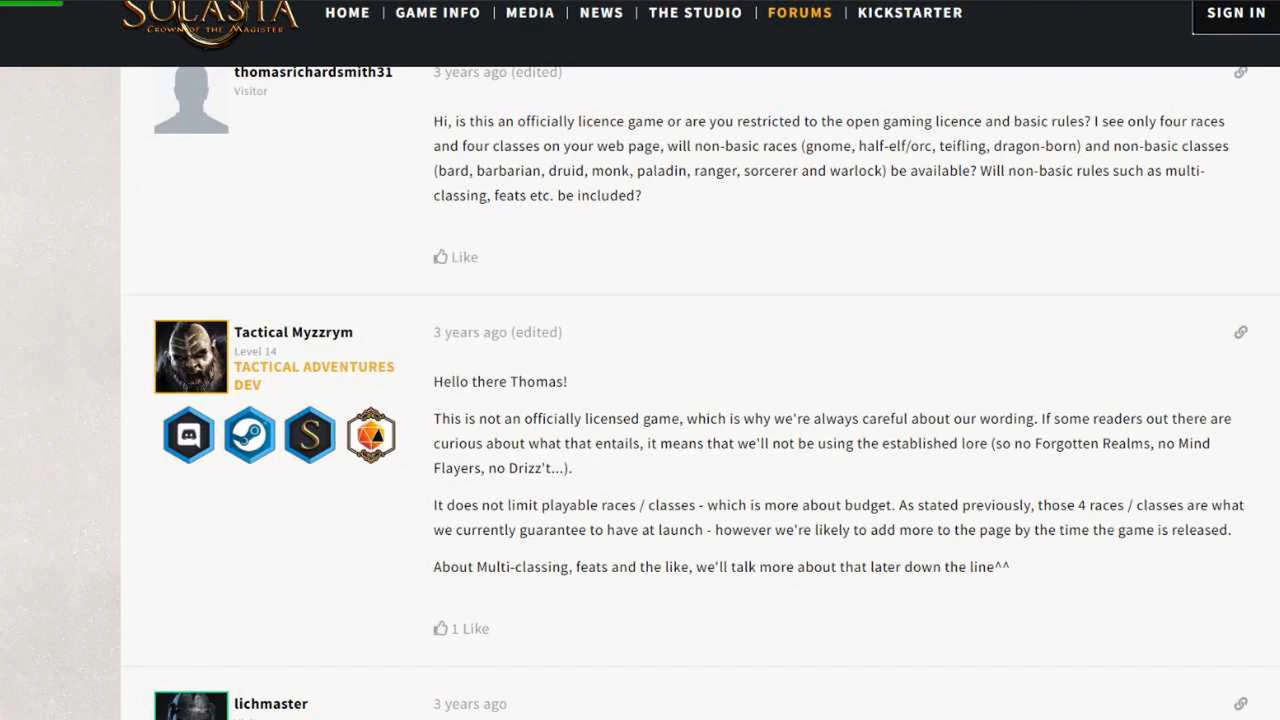 SOLASTA
CROWN OF THE MAGISTER
HOME | GAME INFO | MEDIA | NEWS | THE STUDIO | FORUMS | KICKSTARTER
SIGN IN
thomasrichardsmith31
Visitor
3 years ago (edited)
Hi, is this an officially licence game or are you restricted to the open gaming licence and basic rules? I see only four races
and four classes on your web page, will non-basic races (gnome, half-elf/orc, teifling, dragon-born) and non-basic classes
(bard, barbarian, druid, monk, paladin, ranger, sorcerer and warlock) be available? Will non-basic rules such as multi-
classing, feats etc. be included?
Like
Tactical Myzzrym
Level 14
TACTICAL ADVENTURES
DEV
S
3 years ago (edited)
Hello there Thomas!
This is not an officially licensed game, which is why we're always careful about our wording. If some readers out there are
curious about what that entails, it means that we'll not be using the established lore (so no Forgotten Realms, no Mind
Flayers, no Drizz't...).
It does not limit playable races / classes - which is more about budget. As stated previously, those 4 races / classes are what
we currently guarantee to have at launch - however we're likely to add more to the page by the time the game is released.
About Multi-classing, feats and the like, we'll talk more about that later down the line^^
1 Like
lichmaster
3 years ago